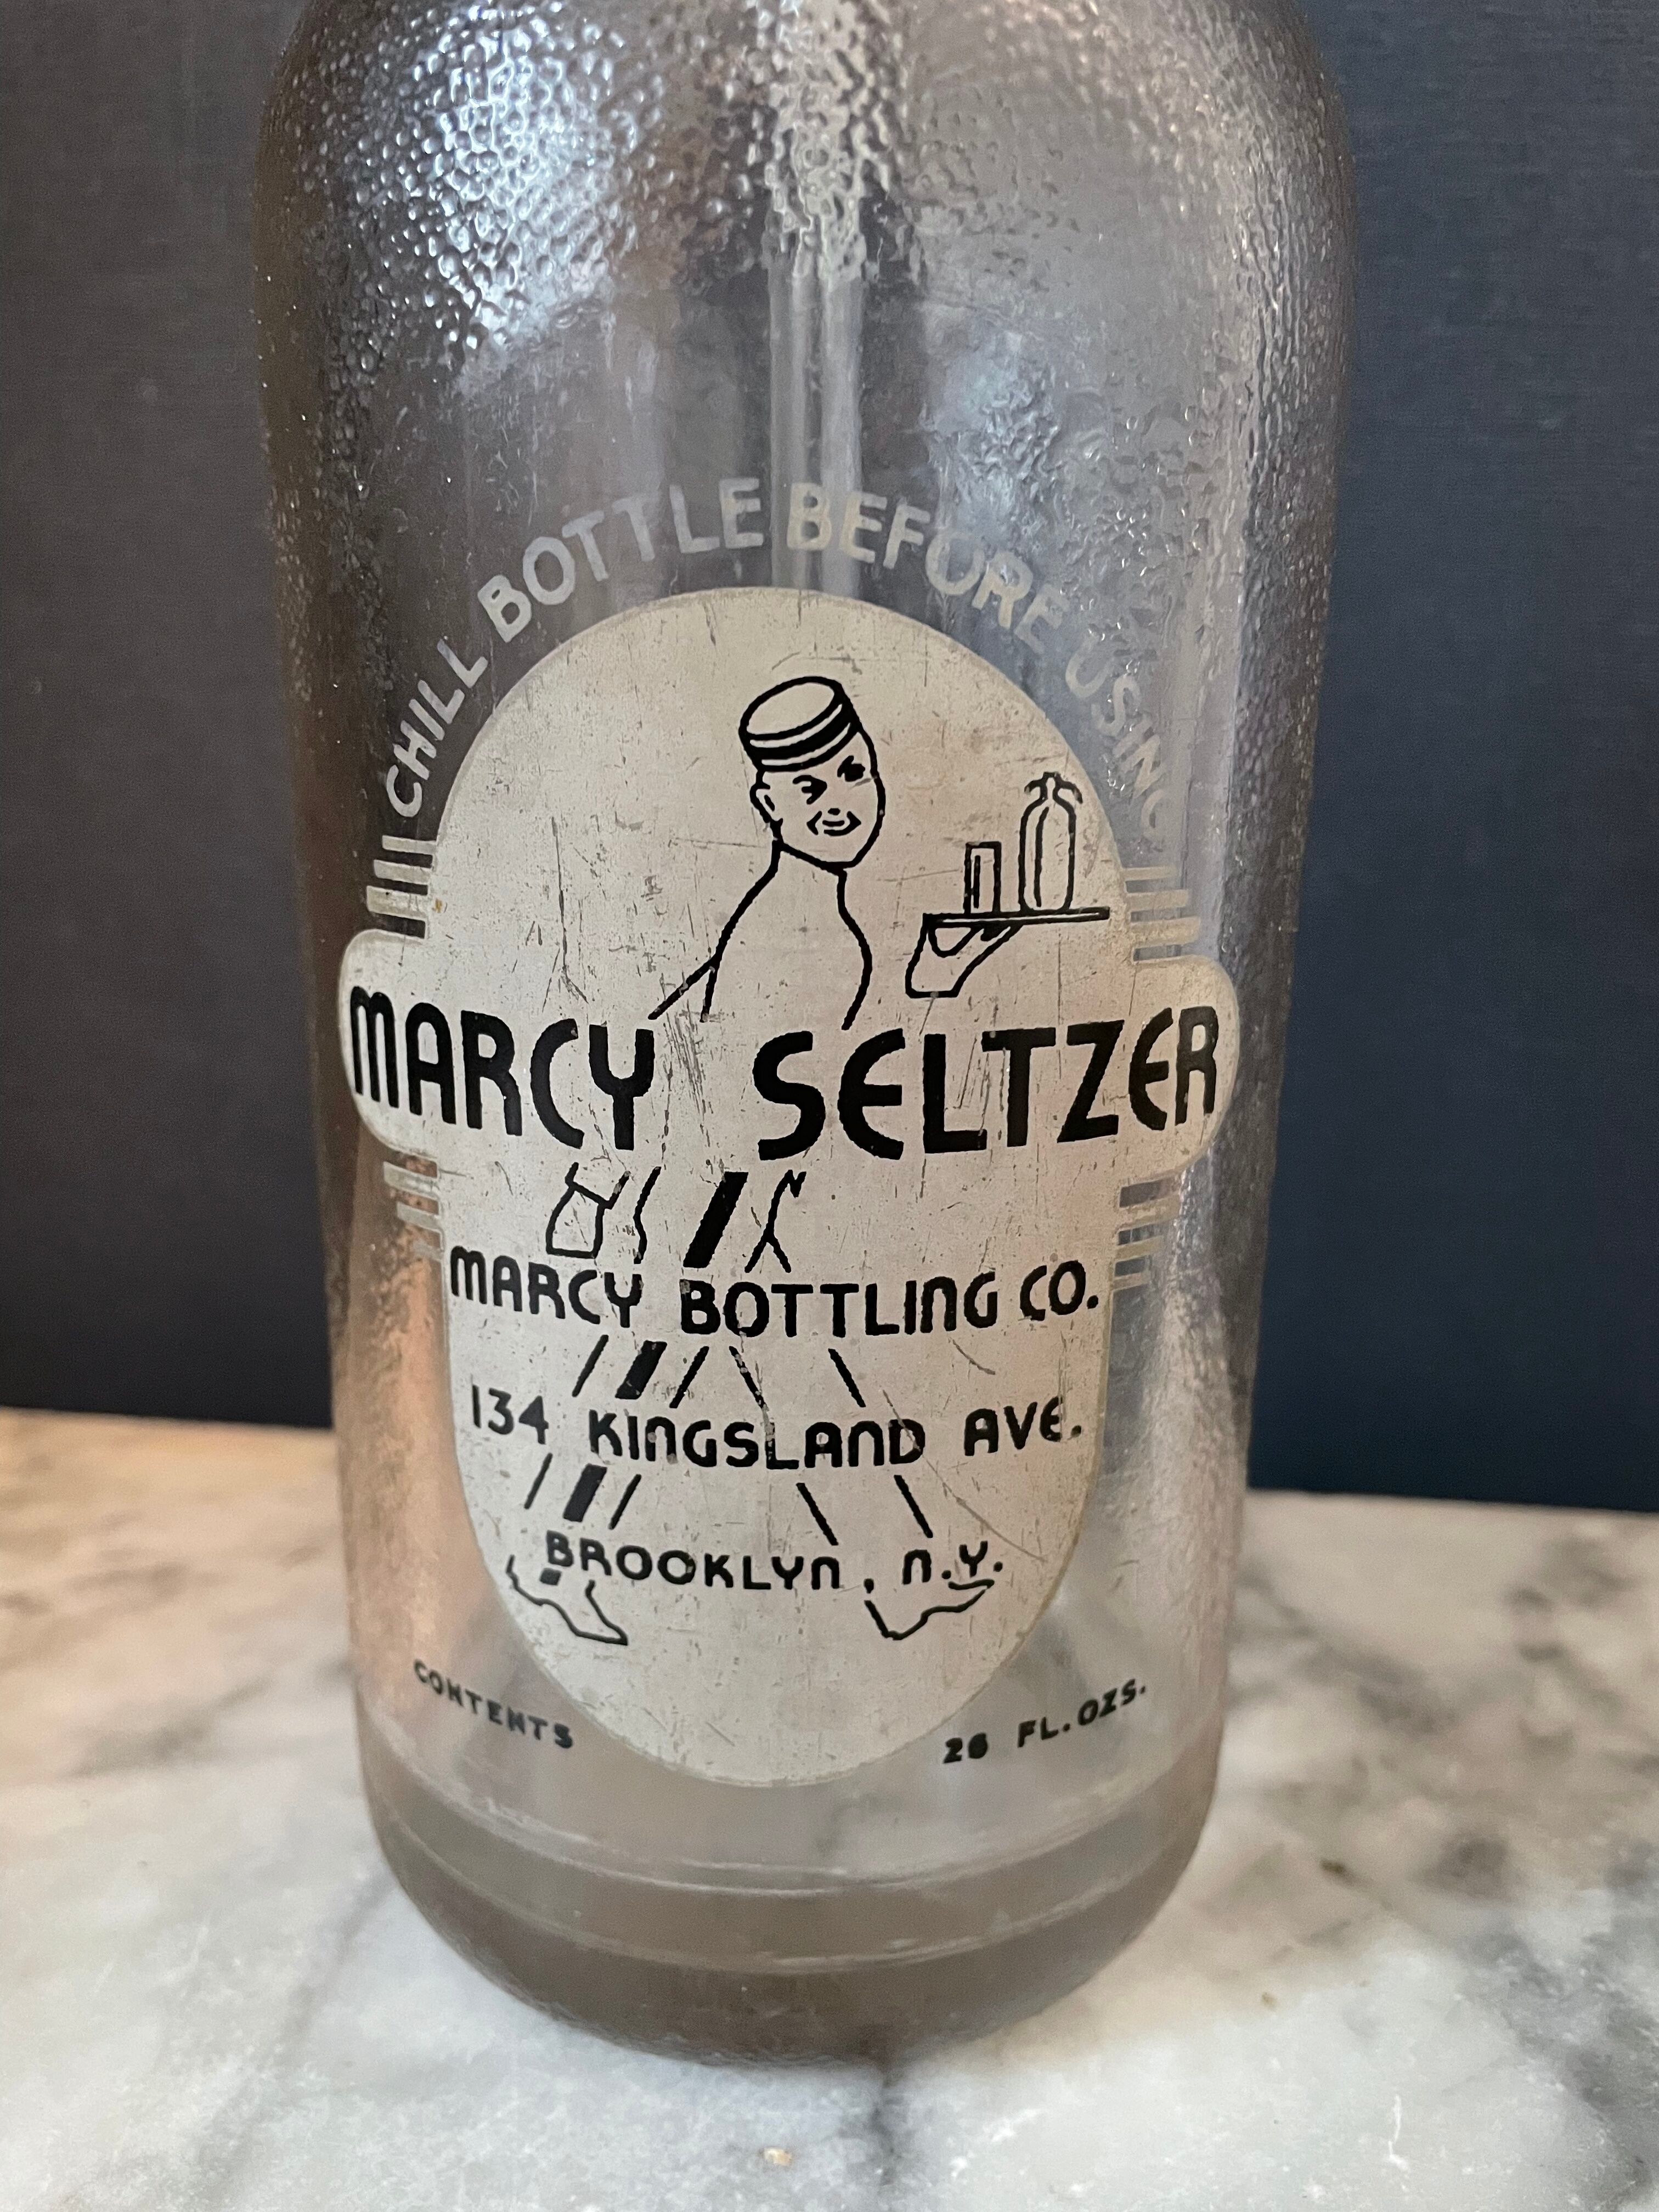 CHILL BOTTLE BEFORE USING
MARCY SELTZER
MARCY BOTTLING CO.
134 KINGSLAND AVE.
BROOKLYN, N.Y.
CONTENTS 26 FL. OZS.